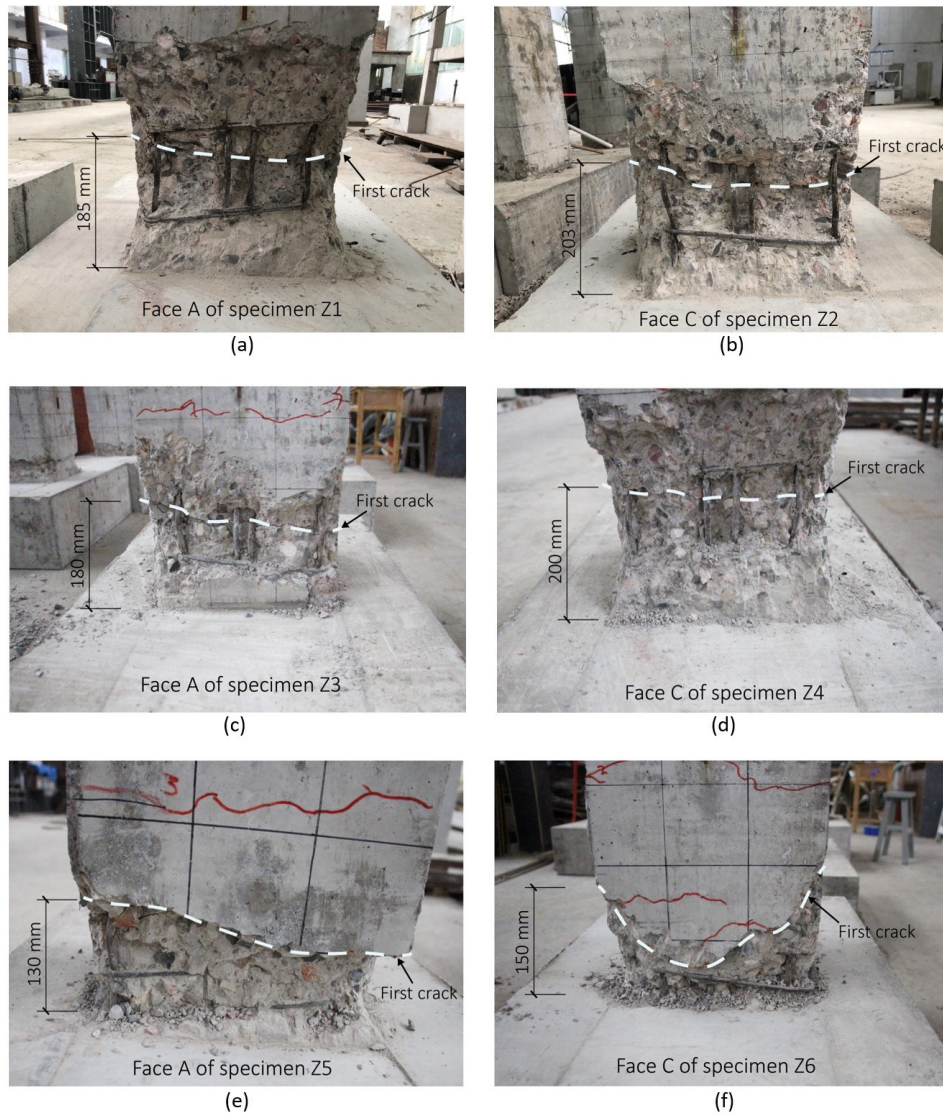 185 mm
First crack
Face A of specimen Z1
(a)
203 mm
First crack
Face C of specimen Z2
(b)
180 mm
First crack
Face A of specimen Z3
(c)
200 mm
First crack
Face C of specimen Z4
(d)
3
130 mm
First crack
Face A of specimen Z5
(e)
150 mm
First crack
Face C of specimen Z6
(f)